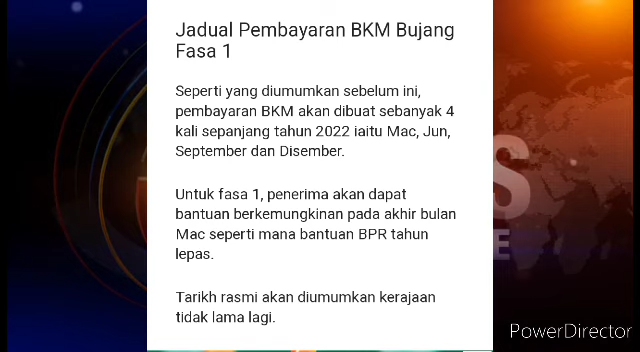 Jadual Pembayaran BKM Bujang
Fasa 1
Seperti yang diumumkan sebelum ini,
pembayaran BKM akan dibuat sebanyak 4
kali sepanjang tahun 2022 iaitu Mac, Jun,
September dan Disember.
Untuk fasa 1, penerima akan dapat
bantuan berkemungkinan pada akhir bulan
Mac seperti mana bantuan BPR tahun
lepas.
Tarikh rasmi akan diumumkan kerajaan
tidak lama lagi.
S
E
PowerDirector